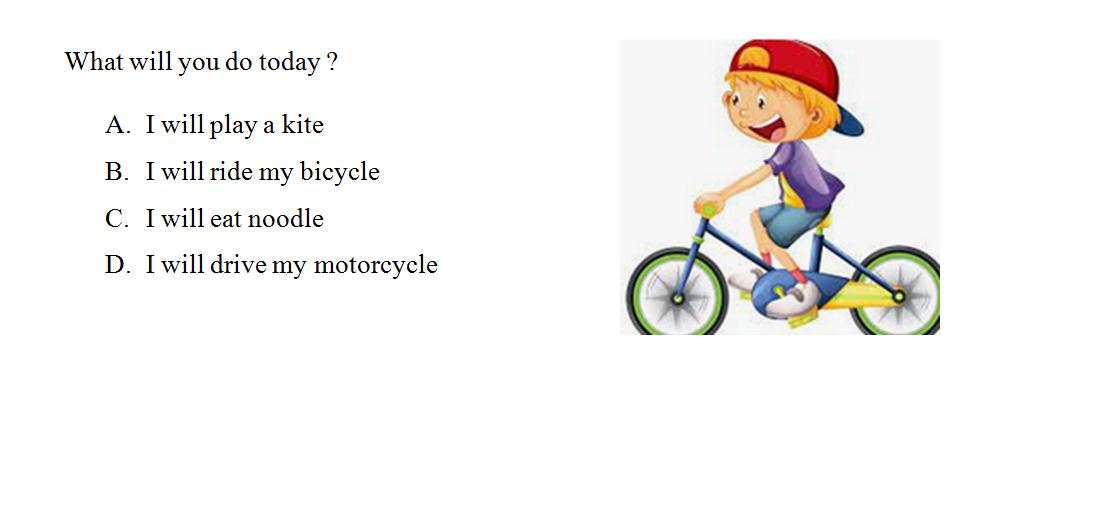 What will you do today ?
A. I will play a kite
B. I will ride my bicycle
C. I will eat noodle
D. I will drive my motorcycle